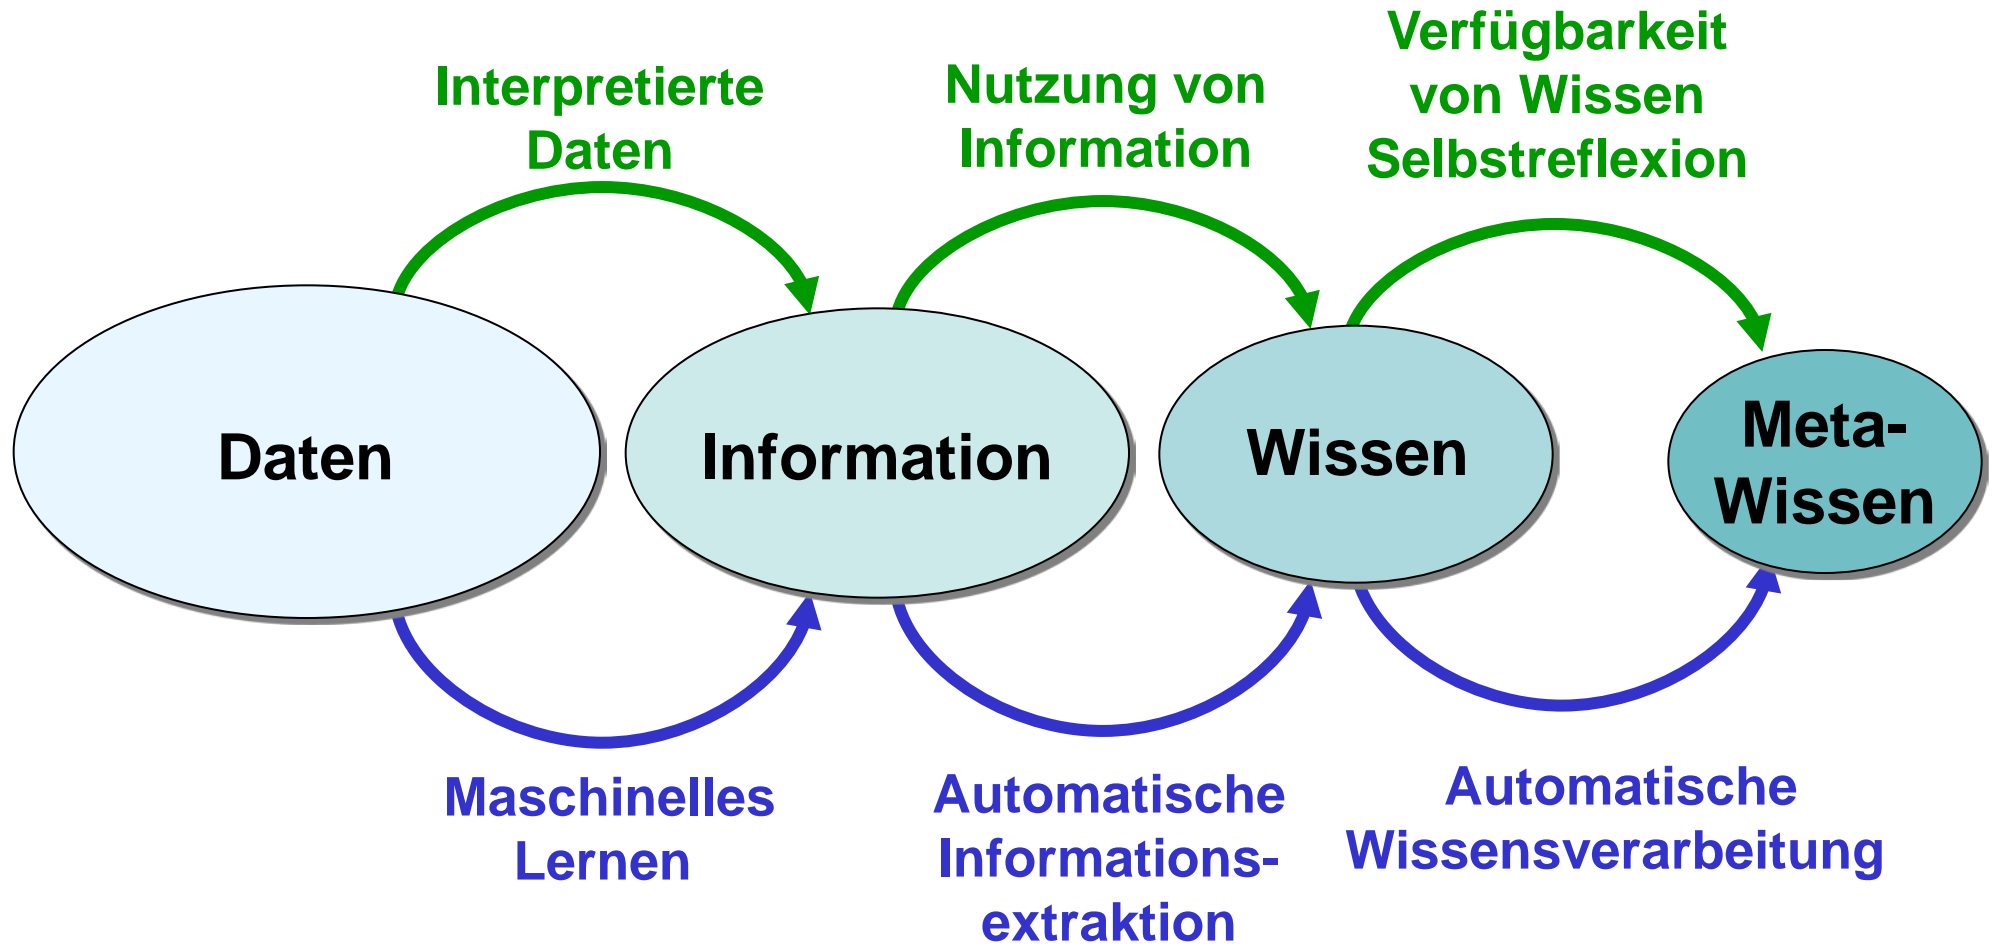 Interpretierte
Daten
Nutzung von
Information
Verfügbarkeit
von Wissen
Selbstreflexion
Daten
Information
Wissen
Meta-
Wissen
Maschinelles
Lernen
Automatische
Informations-
extraktion
Automatische
Wissensverarbeitung